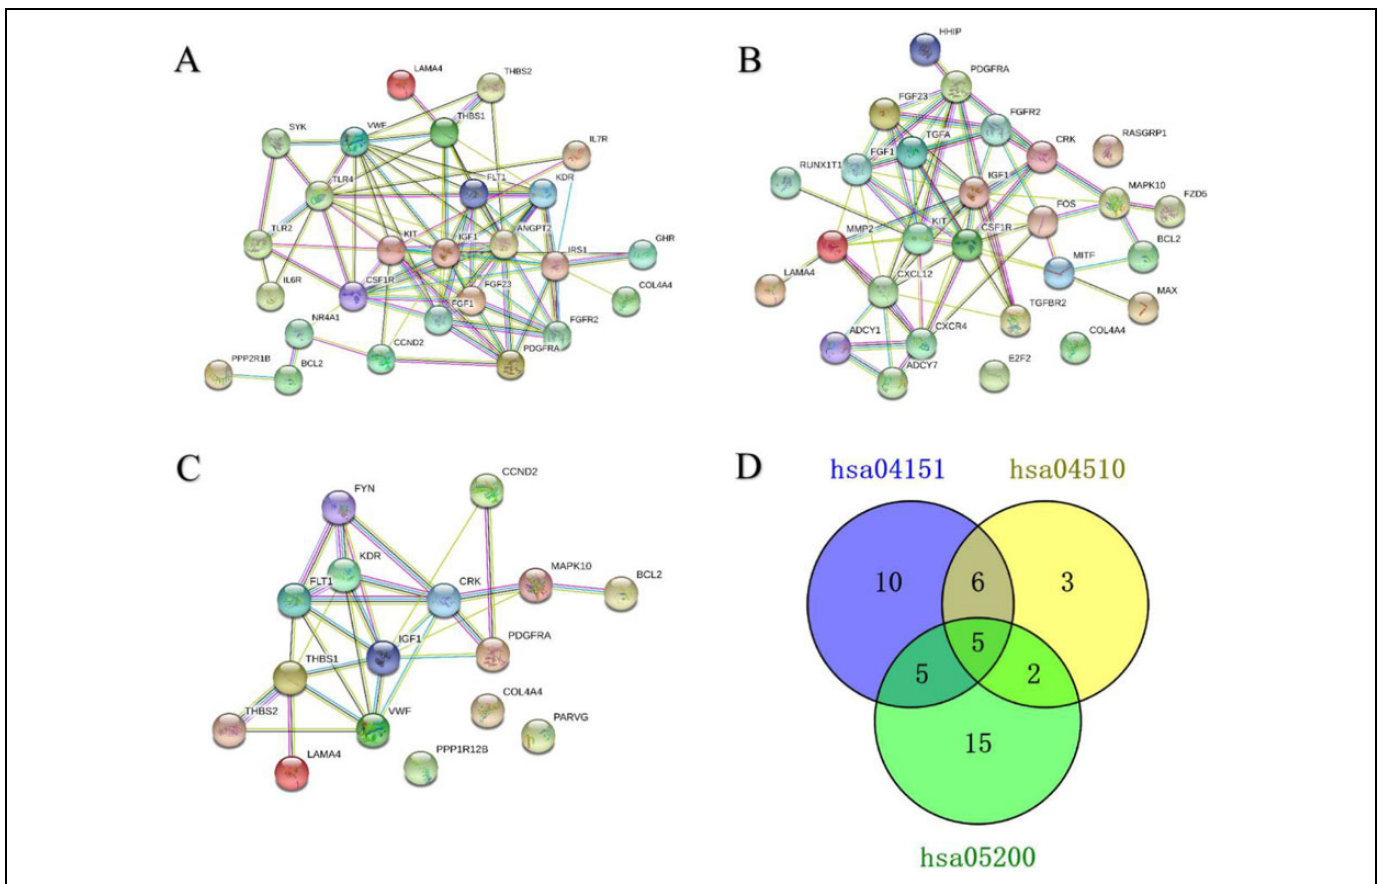 A
LAMA4
THBS2
THBS1
SYK
VWF
IL7R
TLR4
FLT1
KDR
TLR2
KIT
IGF1
ANGPT2
IRS1
GHR
IL6R
CSF1R
FGF23
COL4A4
NR4A1
FGF1
FGFR2
CCND2
PDGFRA
PPP2R1B
BCL2
B
HHIP
PDGFRA
FGF23
FGFR2
TGFA
CRK
RASGRP1
RUNX1T1
FGF1
IGF1
MAPK10
FZD5
FOS
MMP2
KIT
CSF1R
BCL2
MITF
LAMA4
CXCL12
MAX
TGFBR2
ADCY1
CXCR4
COL4A4
ADCY7
E2F2
C
CCND2
FYN
KDR
MAPK10
BCL2
FLT1
CRK
IGF1
PDGFRA
THBS1
COL4A4
THBS2
VWF
PARVG
LAMA4
PPP1R12B
D
hsa04151
hsa04510
10
6
3
5
5
2
15
hsa05200